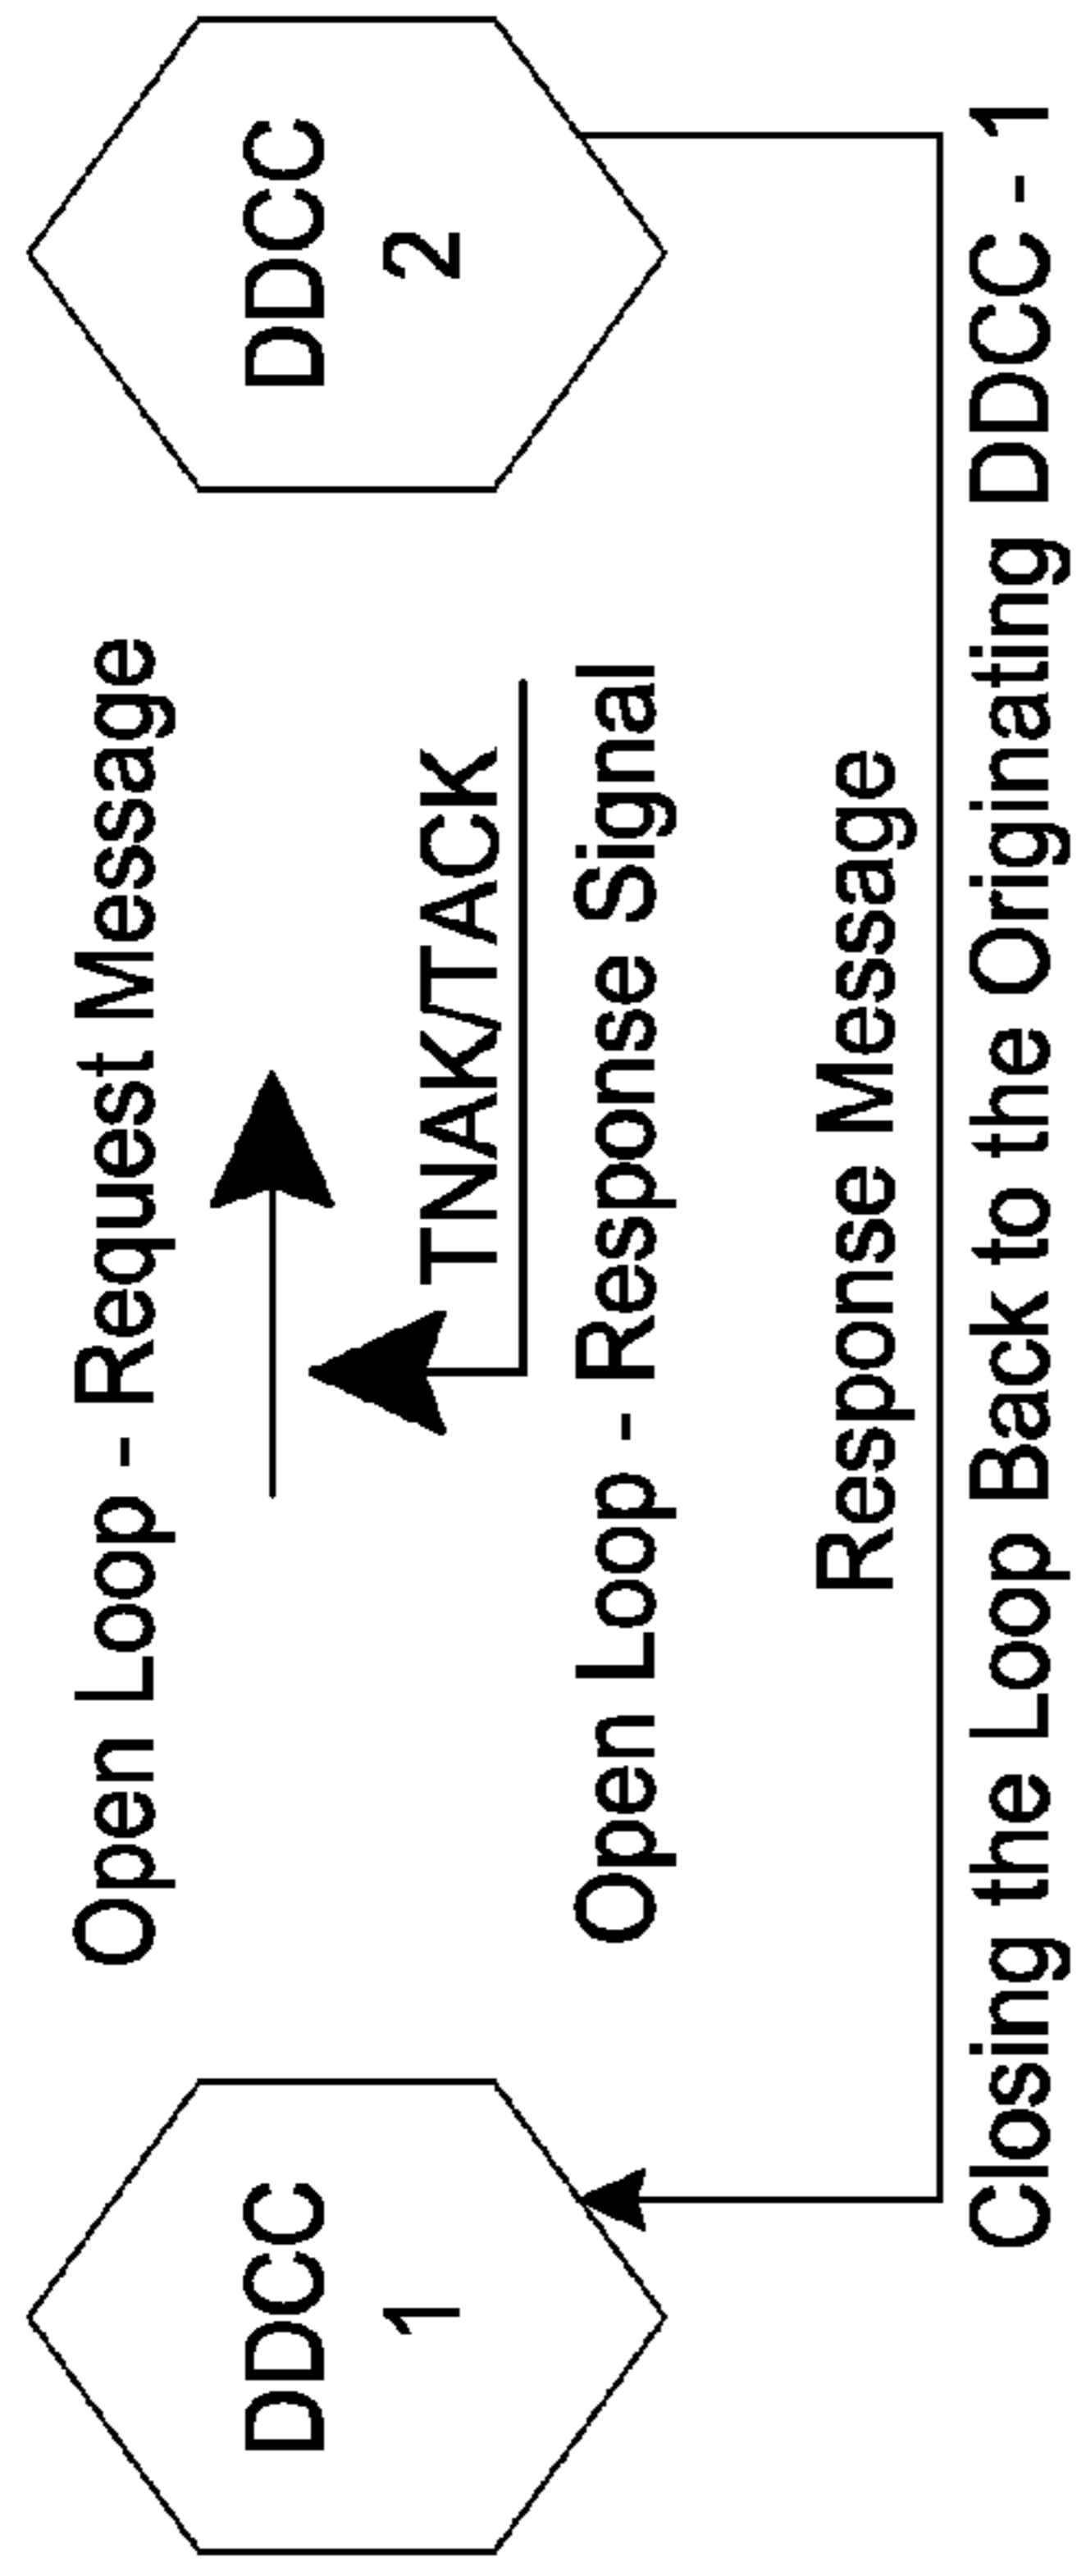 DDCC
1
Open Loop - Request Message
TNAK/TACK
Open Loop - Response Signal
DDCC
2
Response Message
Closing the Loop Back to the Originating DDCC - 1